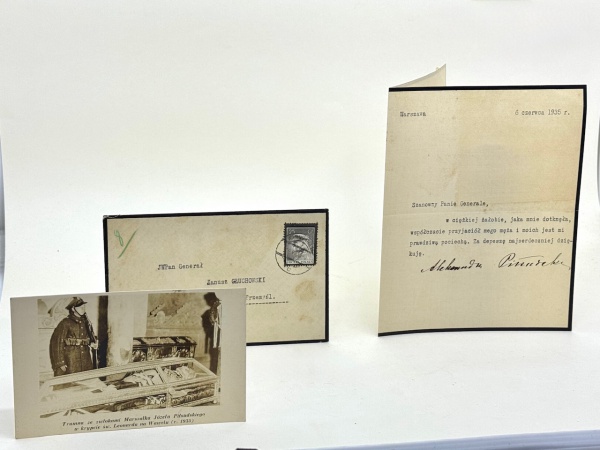 Warszawa 6 czerwca 1935 r.
Szanowny Panie Generale,
w ciężkiej żałobie, jaka mnie dotknęła,
współczucie przyjaciół mego męża i moich jest mi
prawdziwą pociechą. Za depeszę najserdeczniej dzię-
kuję.
Aleksandra Piłsudska
JWPan Generał
Janusz GŁUCHOWSKI
Przemyśl.
Trumna ze zwłokami Marszałka Józefa Piłsudskiego
w krypcie św. Leonarda na Wawelu (r. 1935)